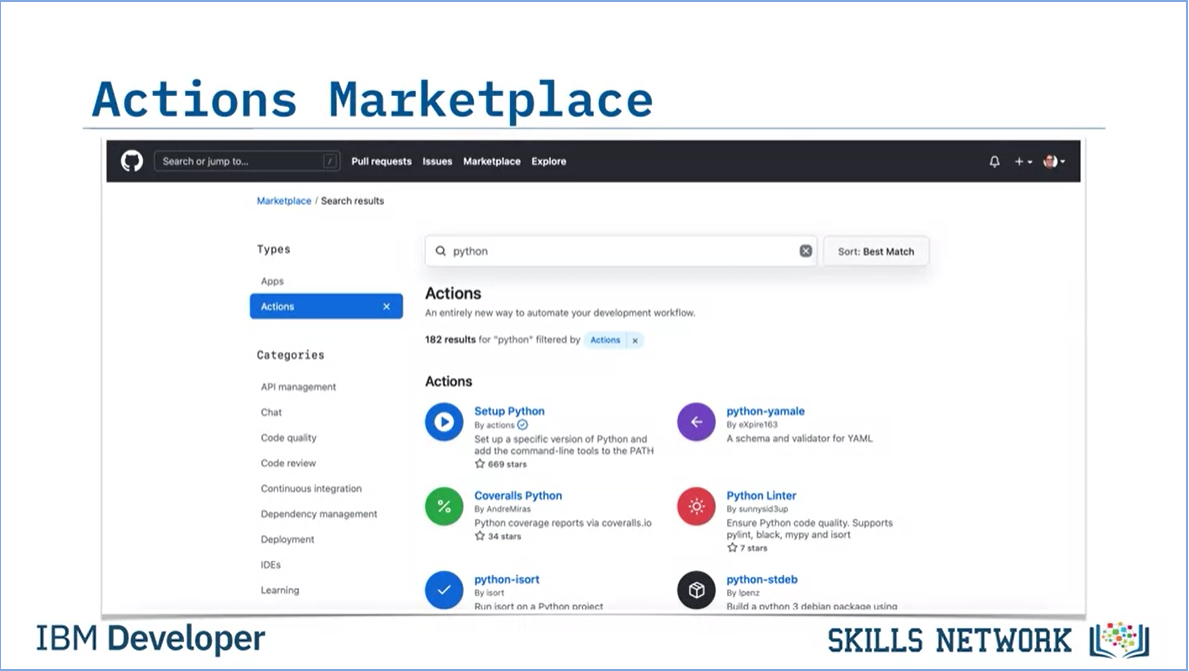 Actions Marketplace
Search or jump to... /
Pull requests Issues Marketplace Explore
Marketplace / Search results
Types
Apps
Actions
Categories
API management
Chat
Code quality
Code review
Continuous integration
Dependency management
Deployment
IDEs
Learning
python
Sort: Best Match
Actions
An entirely new way to automate your development workflow.
182 results for "python" filtered by Actions x
Actions
Setup Python
By actions
Set up a specific version of Python and
add the command-line tools to the PATH
669 stars
python-yamale
By eXpire163
A schema and validator for YAML
Coveralls Python
By AndreMiras
Python coverage reports via coveralls.io
34 stars
Python Linter
By sunnysid3up
Ensure Python code quality. Supports
pylint, black, mypy and isort
7 stars
python-isort
By isort
Run isort on a Python project
python-stdeb
By lpenz
Build a python 3 debian package using
IBM Developer
SKILLS NETWORK